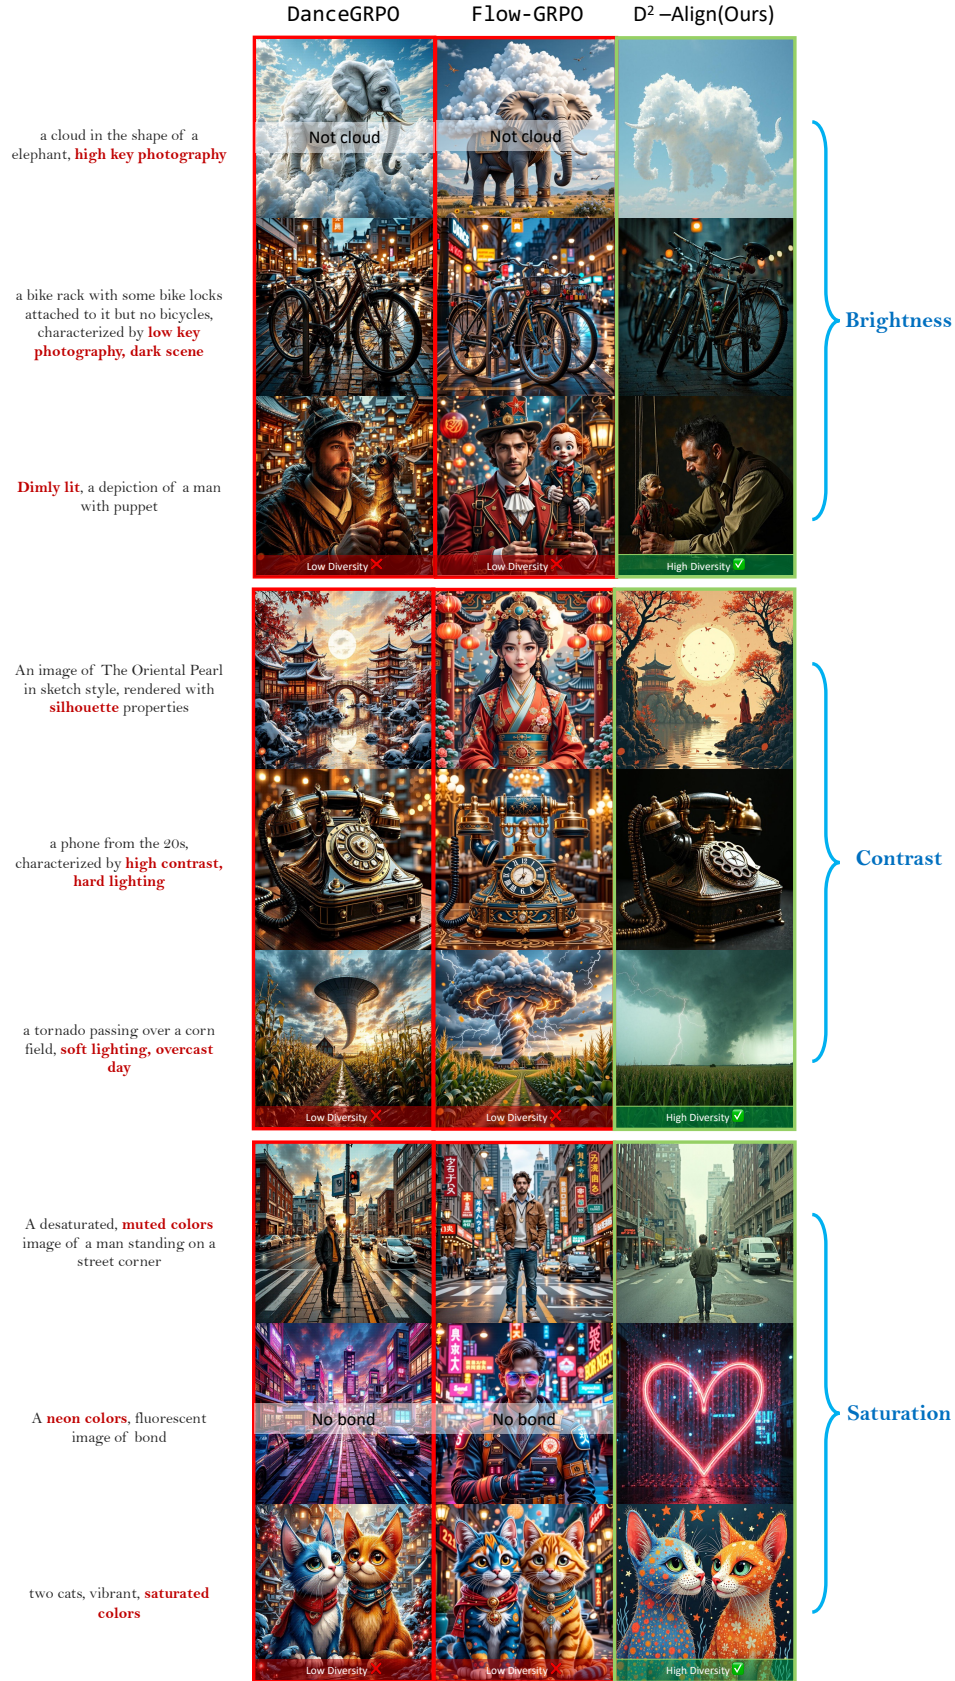 DanceGRPO
Flow-GRPO
D² –Align(Ours)
a cloud in the shape of a
elephant, high key photography
Not cloud
Not cloud
a bike rack with some bike locks
attached to it but no bicycles,
characterized by low key
photography, dark scene
Brightness
Dimly lit, a depiction of a man
with puppet
Low Diversity ❌
Low Diversity ❌
High Diversity ✅
An image of The Oriental Pearl
in sketch style, rendered with
silhouette properties
a phone from the 20s,
characterized by high contrast,
hard lighting
Contrast
a tornado passing over a corn
field, soft lighting, overcast
day
Low Diversity ❌
Low Diversity ❌
High Diversity ✅
A desaturated, muted colors
image of a man standing on a
street corner
A neon colors, fluorescent
image of bond
No bond
No bond
Saturation
two cats, vibrant, saturated
colors
Low Diversity ❌
Low Diversity ❌
High Diversity ✅